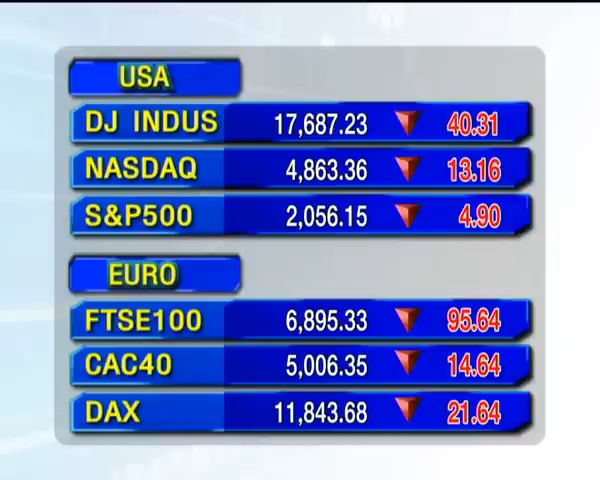 USA
DJ INDUS 17,687.23 40.31
NASDAQ 4,863.36 13.16
S&P500 2,056.15 4.90
EURO
FTSE100 6,895.33 95.64
CAC40 5,006.35 14.64
DAX 11,843.68 21.64